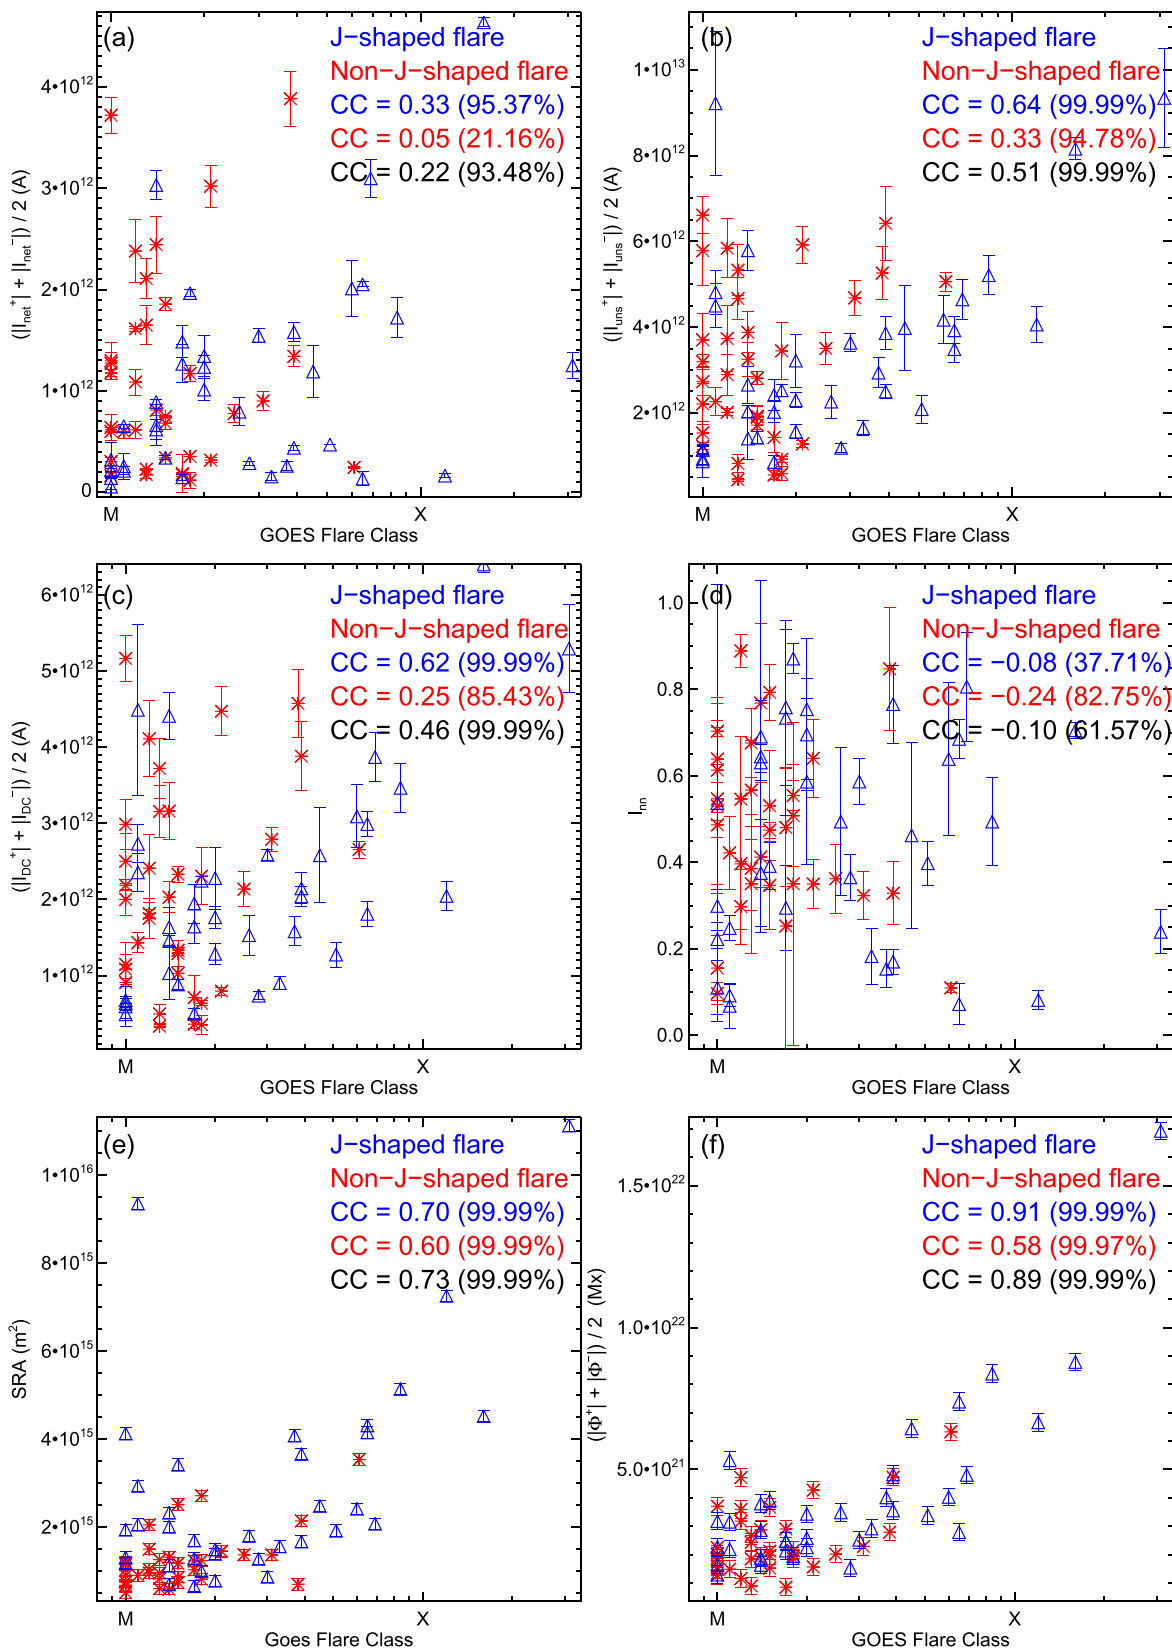 (a)
J−shaped flare
Non−J−shaped flare
CC = 0.33 (95.37%)
CC = 0.05 (21.16%)
CC = 0.22 (93.48%)
4•10¹²
3•10¹²
2•10¹²
1•10¹²
0
(|I_net⁺| + |I_net⁻|) / 2 (A)
M X
GOES Flare Class
(b)
J−shaped flare
Non−J−shaped flare
CC = 0.64 (99.99%)
CC = 0.33 (94.78%)
CC = 0.51 (99.99%)
1•10¹³
8•10¹²
6•10¹²
4•10¹²
2•10¹²
(|I_uns⁺| + |I_uns⁻|) / 2 (A)
M X
GOES Flare Class
(c)
J−shaped flare
Non−J−shaped flare
CC = 0.62 (99.99%)
CC = 0.25 (85.43%)
CC = 0.46 (99.99%)
6•10¹²
5•10¹²
4•10¹²
3•10¹²
2•10¹²
1•10¹²
(|I_DC⁺| + |I_DC⁻|) / 2 (A)
M X
GOES Flare Class
(d)
J−shaped flare
Non−J−shaped flare
CC = −0.08 (37.71%)
CC = −0.24 (82.75%)
CC = −0.10 (61.57%)
1.0
0.8
0.6
0.4
0.2
0.0
I_nn
M X
GOES Flare Class
(e)
J−shaped flare
Non−J−shaped flare
CC = 0.70 (99.99%)
CC = 0.60 (99.99%)
CC = 0.73 (99.99%)
1•10¹⁶
8•10¹⁵
6•10¹⁵
4•10¹⁵
2•10¹⁵
SRA (m²)
M X
Goes Flare Class
(f)
J−shaped flare
Non−J−shaped flare
CC = 0.91 (99.99%)
CC = 0.58 (99.97%)
CC = 0.89 (99.99%)
1.5•10²²
1.0•10²²
5.0•10²¹
(|Φ⁺| + |Φ⁻|) / 2 (Mx)
M X
GOES Flare Class